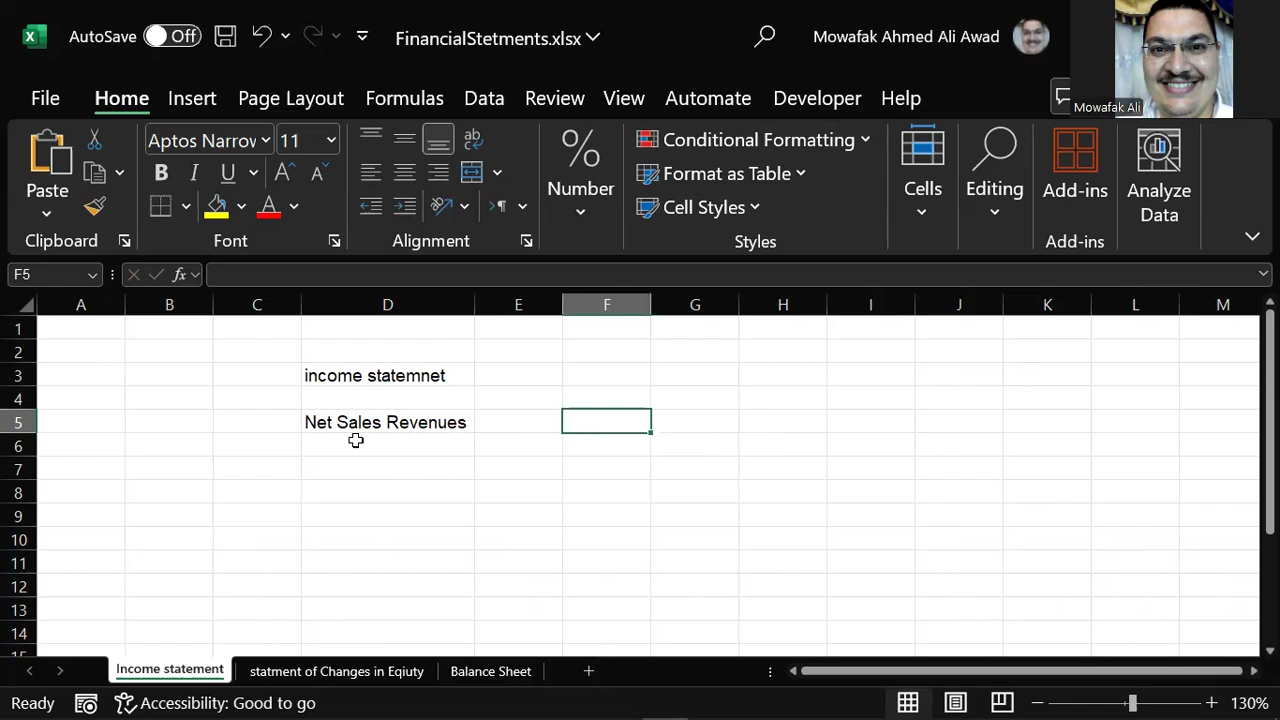 AutoSave Off FinancialStetments.xlsx Mowafak Ahmed Ali Awad
Mowafak Ali
File Home Insert Page Layout Formulas Data Review View Automate Developer Help
Paste
Clipboard
Aptos Narrov 11
B I U
A A
A
Font
ab
Alignment
%
Number
Conditional Formatting
Format as Table
Cell Styles
Styles
Cells
Editing
Add-ins
Add-ins
Analyze
Data
F5 fx
A B C D E F G H I J K L M
1
2
3 income statemnet
4
5 Net Sales Revenues
6
7
8
9
10
11
12
13
14
15
Income statement statment of Changes in Eqiuty Balance Sheet
Ready Accessibility: Good to go 130%